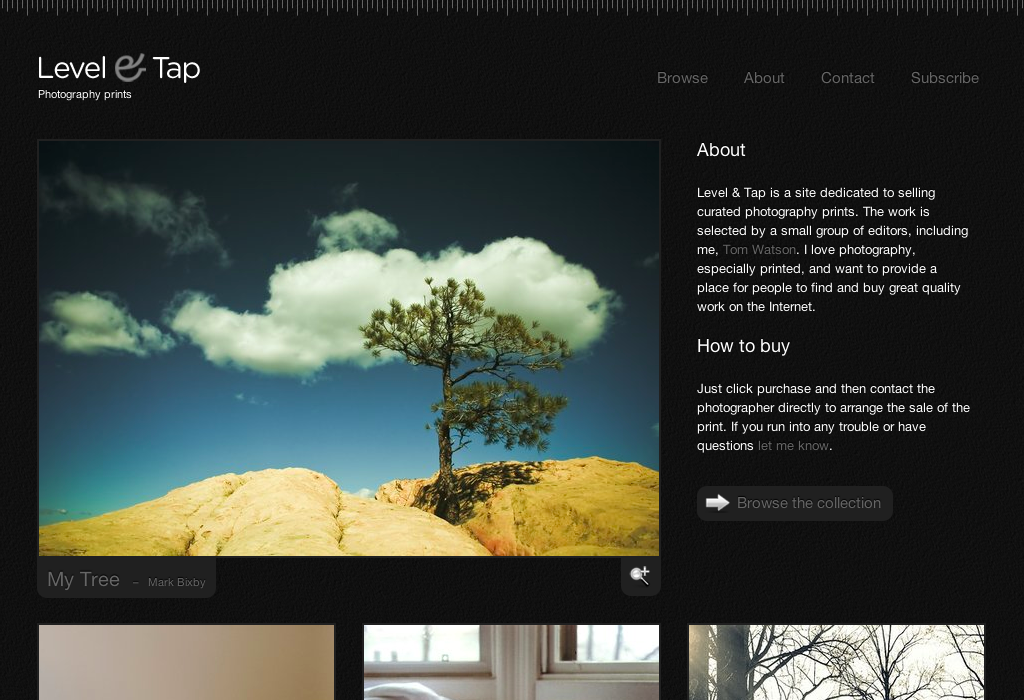 Level & Tap
Photography prints
Browse About Contact Subscribe
About
Level & Tap is a site dedicated to selling
curated photography prints. The work is
selected by a small group of editors, including
me, Tom Watson. I love photography,
especially printed, and want to provide a
place for people to find and buy great quality
work on the Internet.
How to buy
Just click purchase and then contact the
photographer directly to arrange the sale of the
print. If you run into any trouble or have
questions let me know.
Browse the collection
My Tree – Mark Bixby